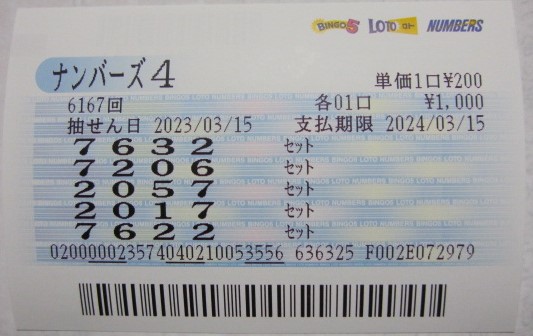 BINGO5 LOTO ロト NUMBERS
ナンバーズ4 単価1口¥200
6167回 各01口 ¥1,000
抽せん日 2023/03/15 支払期限 2024/03/15
7632 セット
7206 セット
2057 セット
2017 セット
7622 セット
0200000023574040210053556 636325 F002E072979